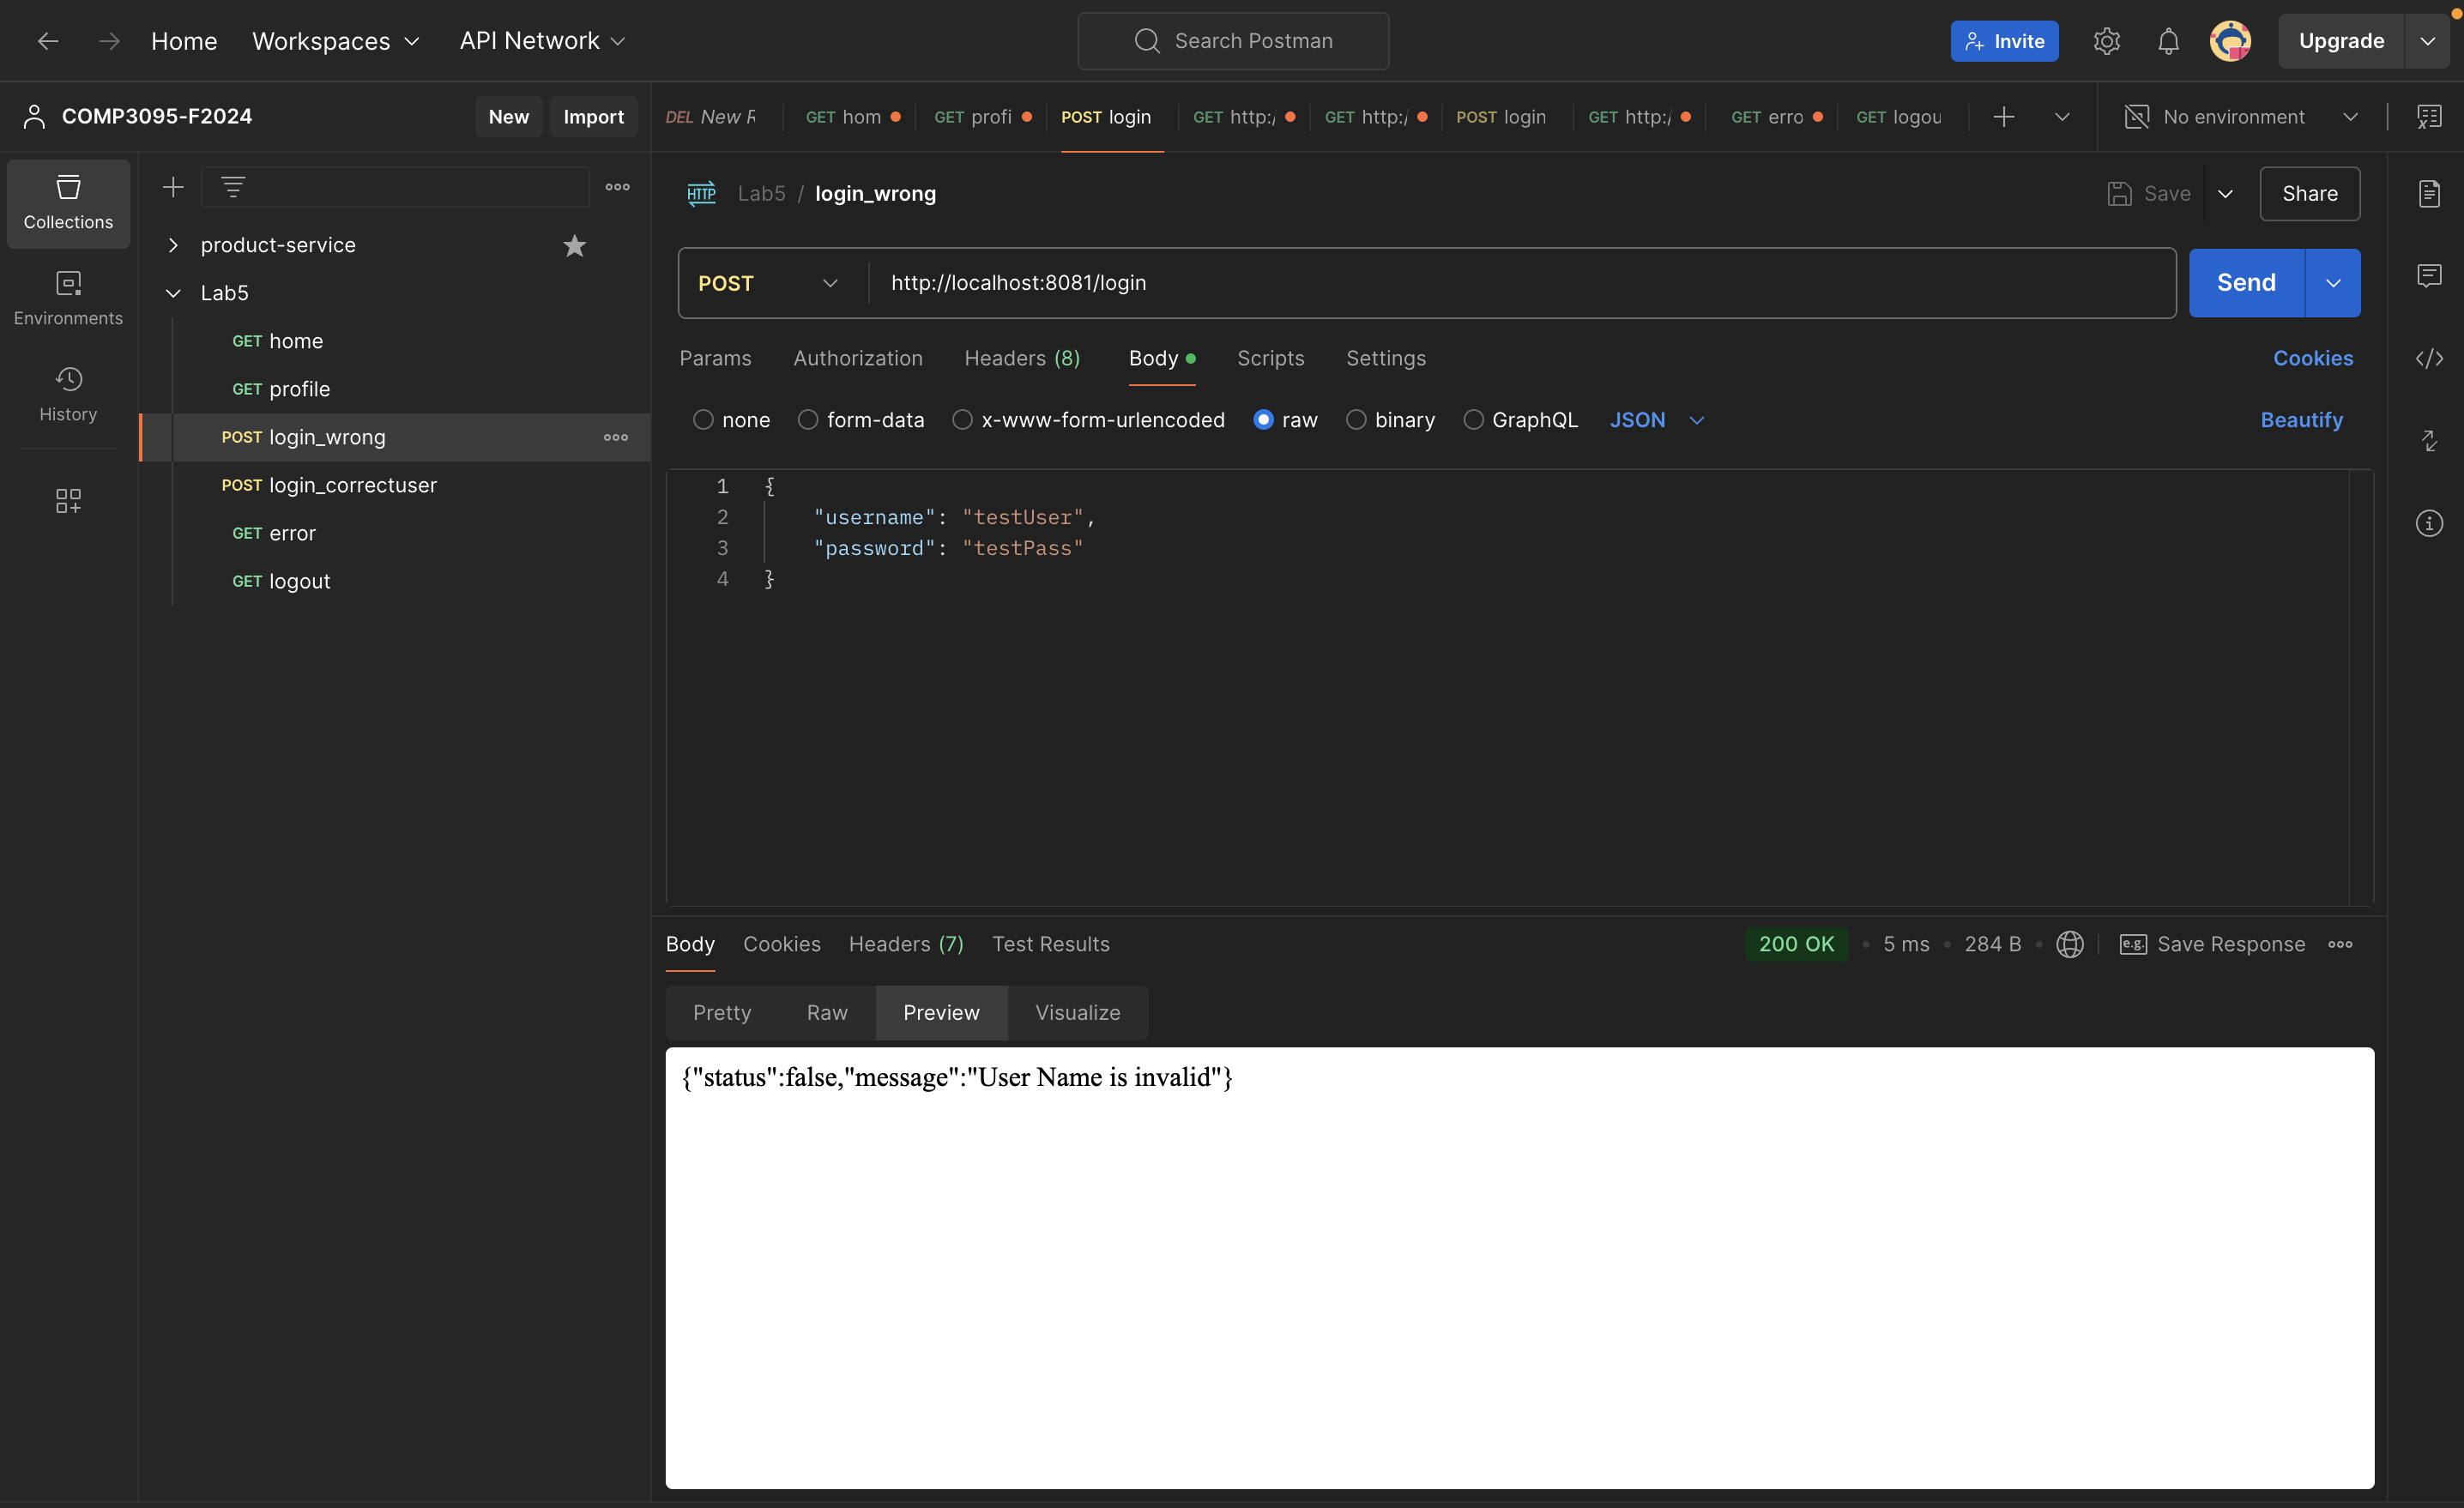 Home Workspaces API Network Search Postman Invite Upgrade
COMP3095-F2024 New Import
DEL New R GET hom POST login GET profi GET http:/ GET http:/ POST login GET http:/ GET erro GET logou No environment
Collections
Environments
History
product-service
Lab5
GET home
GET profile
POST login_wrong
POST login_correctuser
GET error
GET logout
HTTP Lab5 / login_wrong Save Share
POST http://localhost:8081/login Send
Params Authorization Headers (8) Body Scripts Settings Cookies
none form-data x-www-form-urlencoded raw binary GraphQL JSON Beautify
1 {
2 "username": "testUser",
3 "password": "testPass"
4 }
Body Cookies Headers (7) Test Results 200 OK 5 ms 284 B e.g. Save Response
Pretty Raw Preview Visualize
{"status":false,"message":"User Name is invalid"}